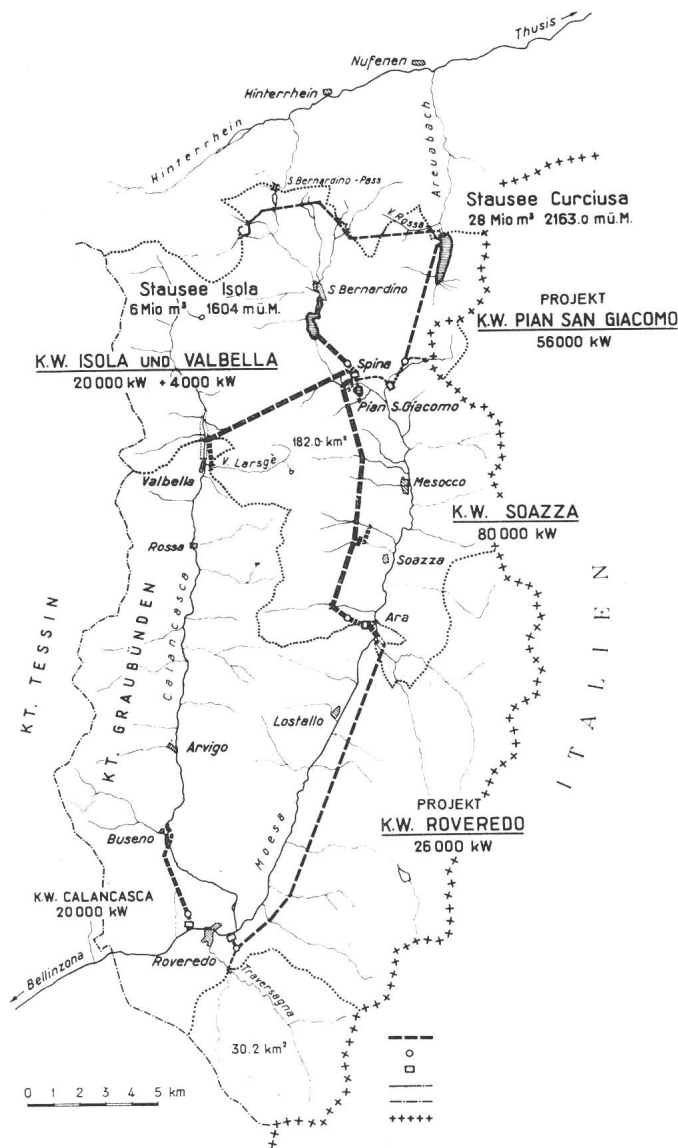 Thusis
Nufenen
Hinterrhein
Hinterrhein
Areuabach
S. Bernardino-Pass
V. Rossa
Stausee Curciusa
28 Mio m³ 2163.0 mü.M.
Stausee Isola
6 Mio m³ 1604 mü.M.
S. Bernardino
PROJEKT
K.W. PIAN SAN GIACOMO
56000 kW
K.W. ISOLA UND VALBELLA
20 000 kW + 4000 kW
Spina
Pian S. Giacomo
182.0 km²
V. Larsgè
Valbella
Mesocco
K.W. SOAZZA
80 000 kW
Rossa
Soazza
Ara
KT. TESSIN
KT. GRAUBÜNDEN
Calancasca
ITALIEN
Lostallo
Arvigo
Moesa
PROJEKT
K.W. ROVEREDO
26 000 kW
Buseno
K.W. CALANCASCA
20 000 kW
Roveredo
Bellinzona
Traversagna
30.2 km²
0 1 2 3 4 5 km